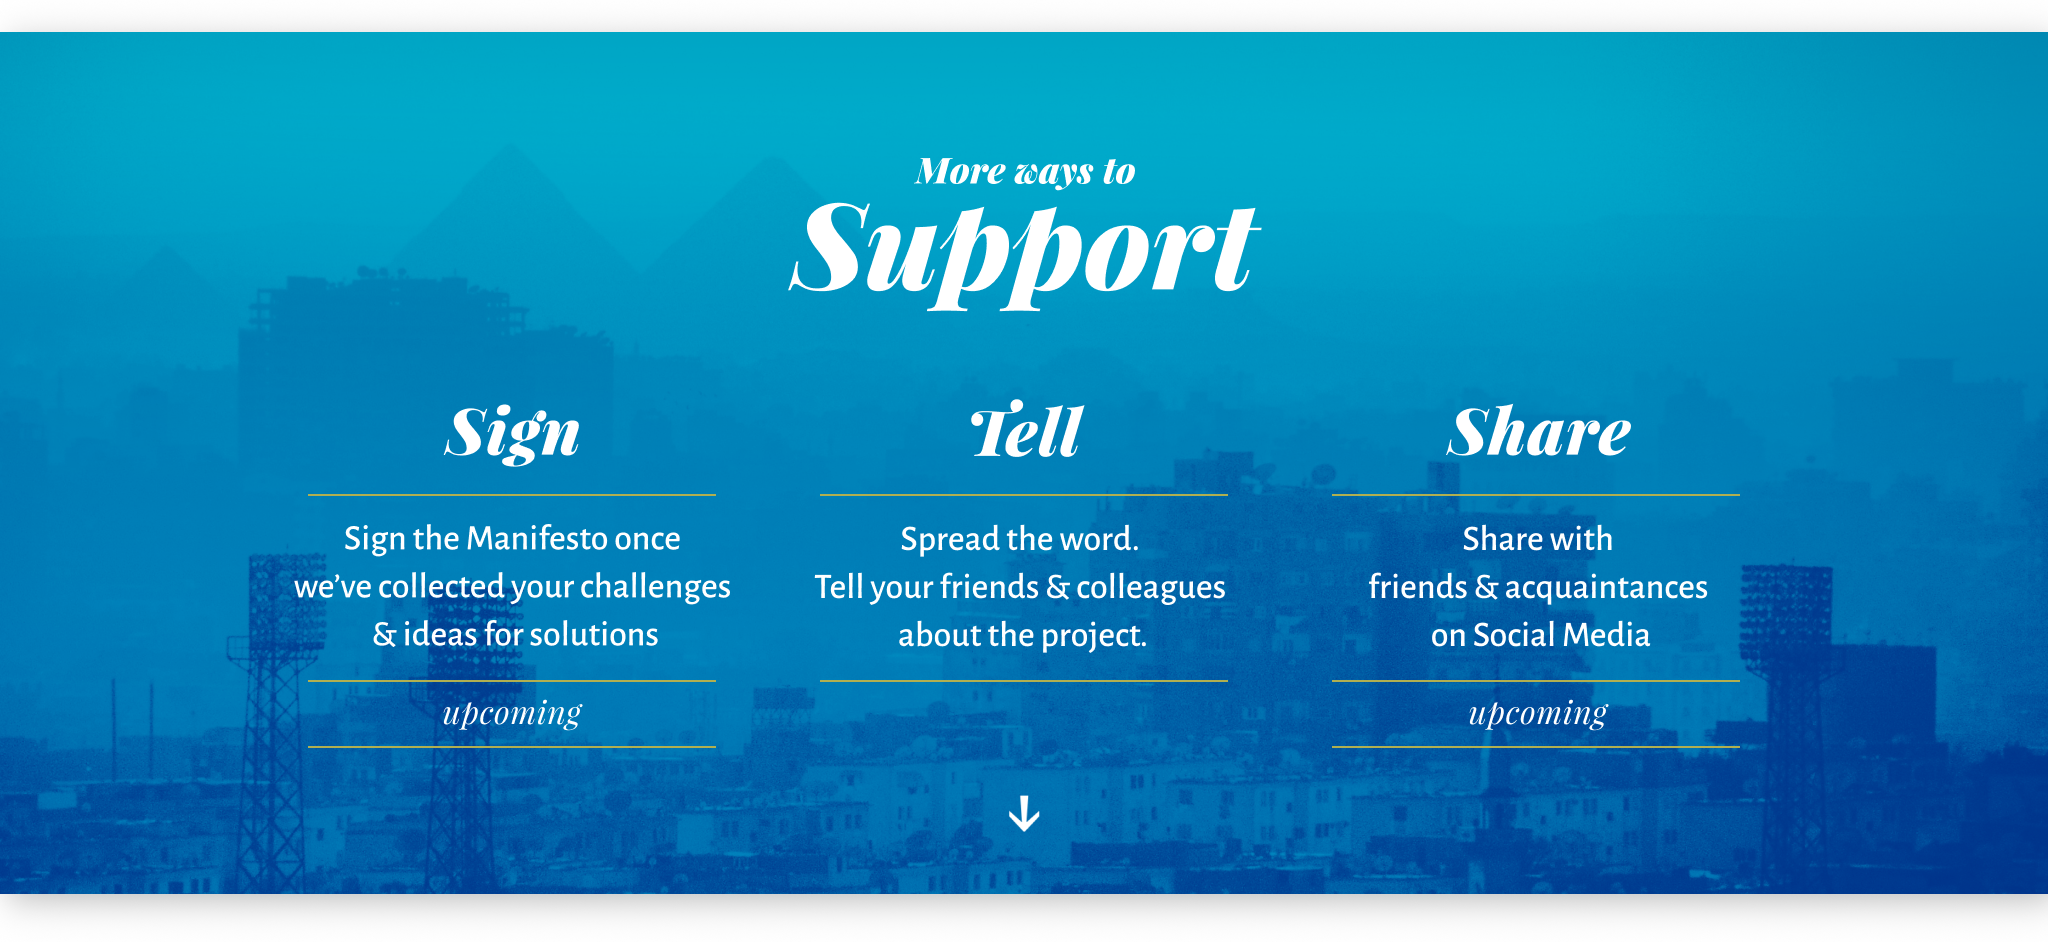 More ways to
Support
Sign
Sign the Manifesto once
we’ve collected your challenges
& ideas for solutions
upcoming
Tell
Spread the word.
Tell your friends & colleagues
about the project.
Share
Share with
friends & acquaintances
on Social Media
upcoming